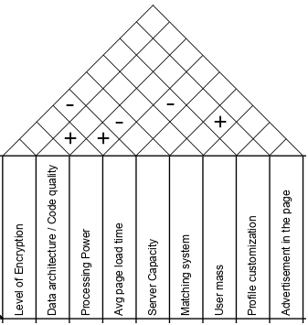 -
-
+
-
+
+
+
Level of Encryption
Data architecture / Code quality
Processing Power
Avg page load time
Server Capacity
Matching system
User mass
Profile customization
Advertisement in the page